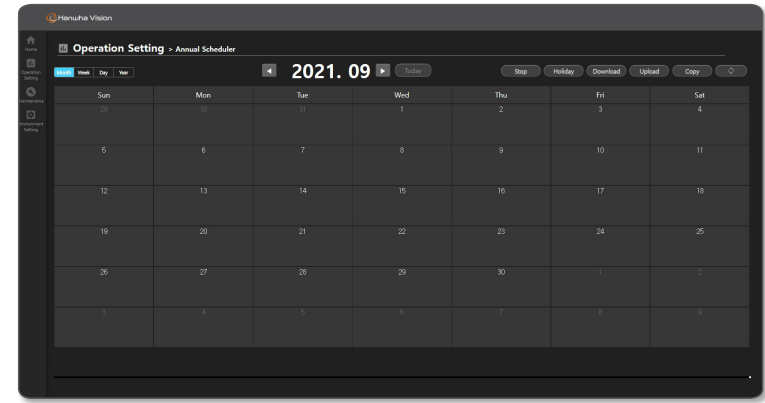 Hanwha Vision
Home
Operation Setting
Maintenance
Environment Setting
Operation Setting > Annual Scheduler
Month Week Day Year
2021. 09 Today
Stop Holiday Download Upload Copy
Sun Mon Tue Wed Thu Fri Sat
29 30 31 1 2 3 4
5 6 7 8 9 10 11
12 13 14 15 16 17 18
19 20 21 22 23 24 25
26 27 28 29 30 1 2
3 4 5 6 7 8 9